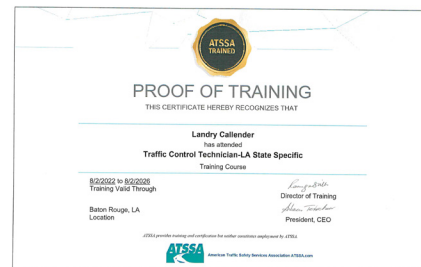 ATSSA
TRAINED
PROOF OF TRAINING
THIS CERTIFICATE HEREBY RECOGNIZES THAT
Landry Callender
has attended
Traffic Control Technician-LA State Specific
Training Course
8/2/2022 to 8/2/2026
Training Valid Through
Director of Training
Baton Rouge, LA
Location
President, CEO
ATSSA provides training and certification but neither constitutes employment by ATSSA.
ATSSA
American Traffic Safety Services Association ATSSA.com